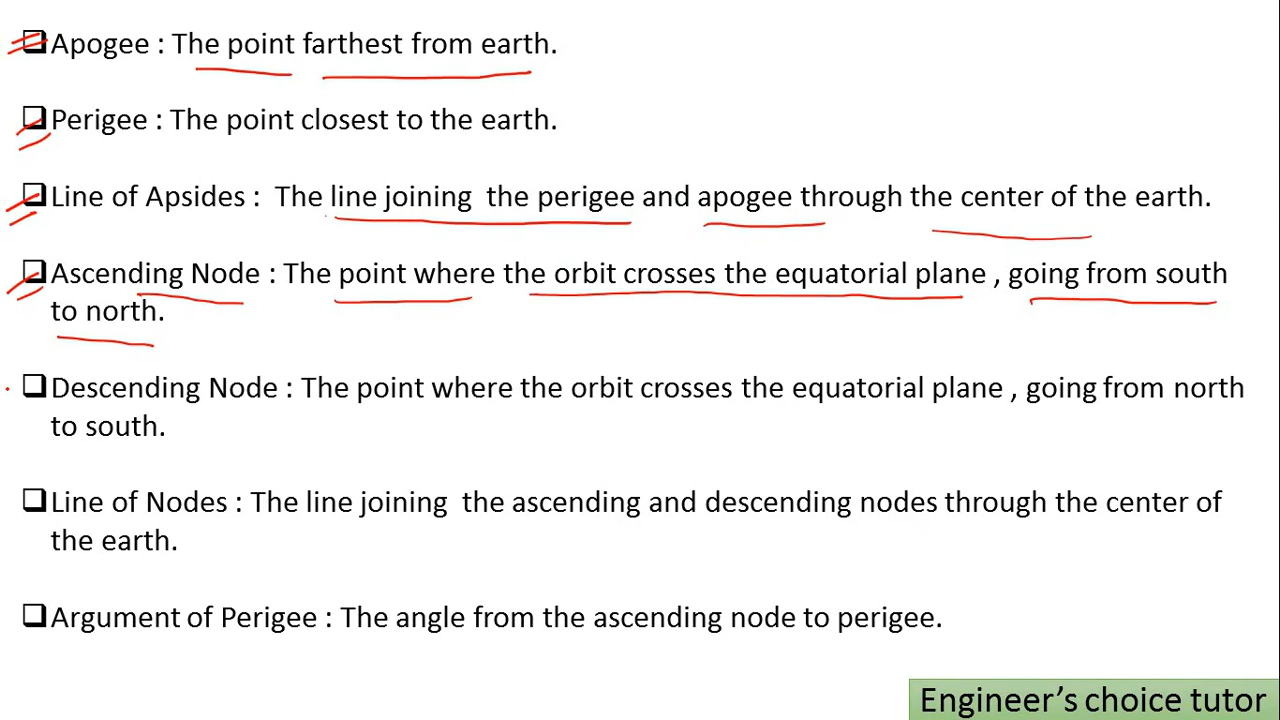 Apogee : The point farthest from earth.
Perigee : The point closest to the earth.
Line of Apsides : The line joining the perigee and apogee through the center of the earth.
Ascending Node : The point where the orbit crosses the equatorial plane , going from south
to north.
Descending Node : The point where the orbit crosses the equatorial plane , going from north
to south.
Line of Nodes : The line joining the ascending and descending nodes through the center of
the earth.
Argument of Perigee : The angle from the ascending node to perigee.
Engineer’s choice tutor